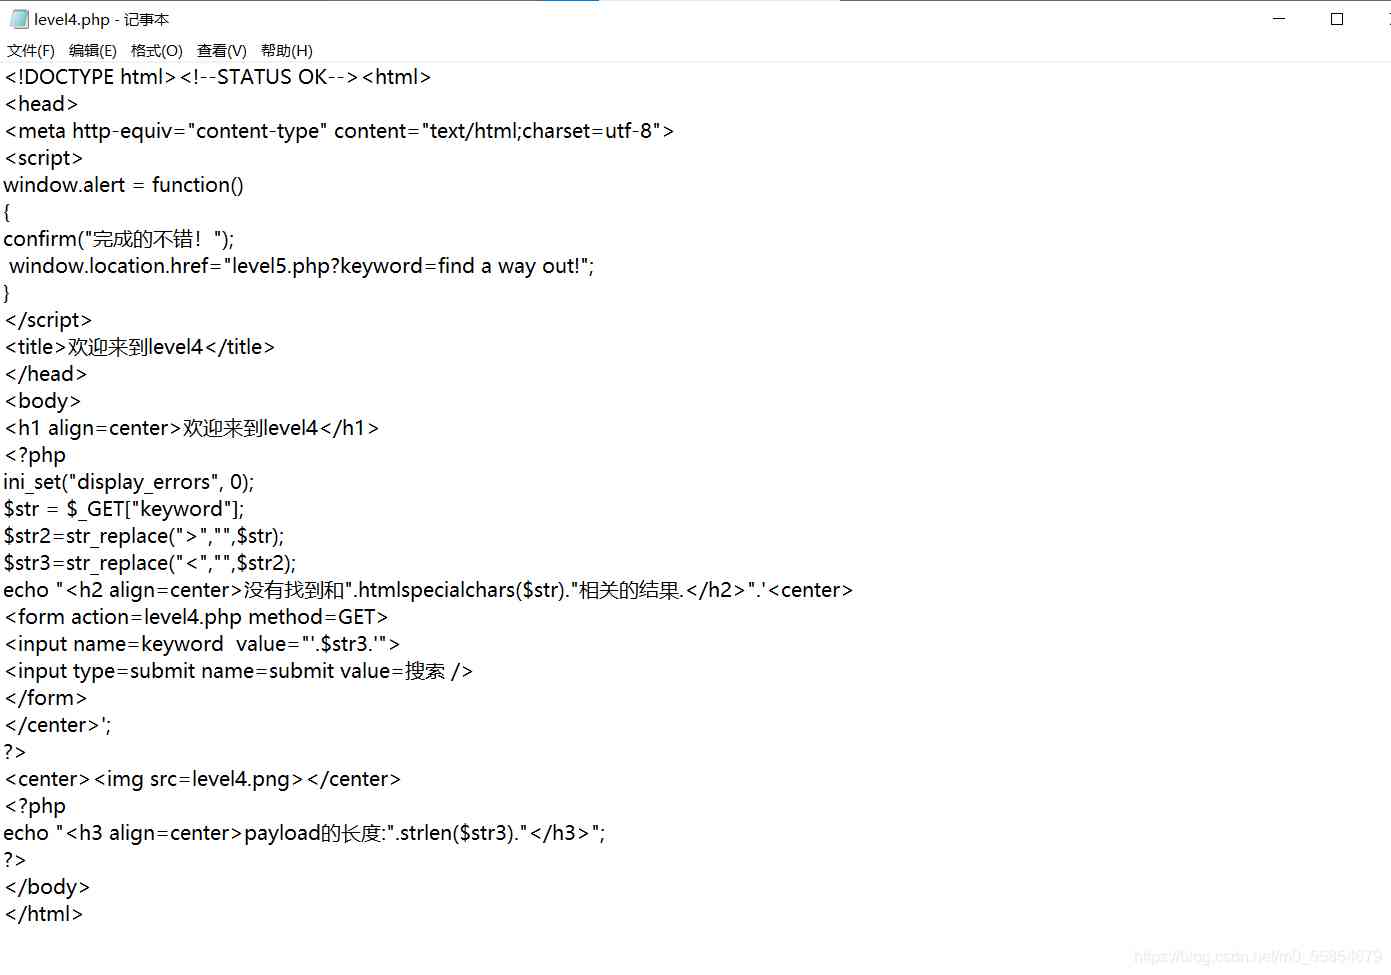 level4.php - 记事本
文件(F) 编辑(E) 格式(O) 查看(V) 帮助(H)
<!DOCTYPE html><!--STATUS OK--><html>
<head>
<meta http-equiv="content-type" content="text/html;charset=utf-8">
<script>
window.alert = function()
{
confirm("完成的不错！");
 window.location.href="level5.php?keyword=find a way out!";
}
</script>
<title>欢迎来到level4</title>
</head>
<body>
<h1 align=center>欢迎来到level4</h1>
<?php
ini_set("display_errors", 0);
$str = $_GET["keyword"];
$str2=str_replace(">","",$str);
$str3=str_replace("<","",$str2);
echo "<h2 align=center>没有找到和".htmlspecialchars($str)."相关的结果.</h2>".'<center>
<form action=level4.php method=GET>
<input name=keyword  value="'.$str3.'">
<input type=submit name=submit value=搜索 />
</form>
</center>';
?>
<center><img src=level4.png></center>
<?php
echo "<h3 align=center>payload的长度:".strlen($str3)."</h3>";
?>
</body>
</html>
https://blog.csdn.net/m0_55854679